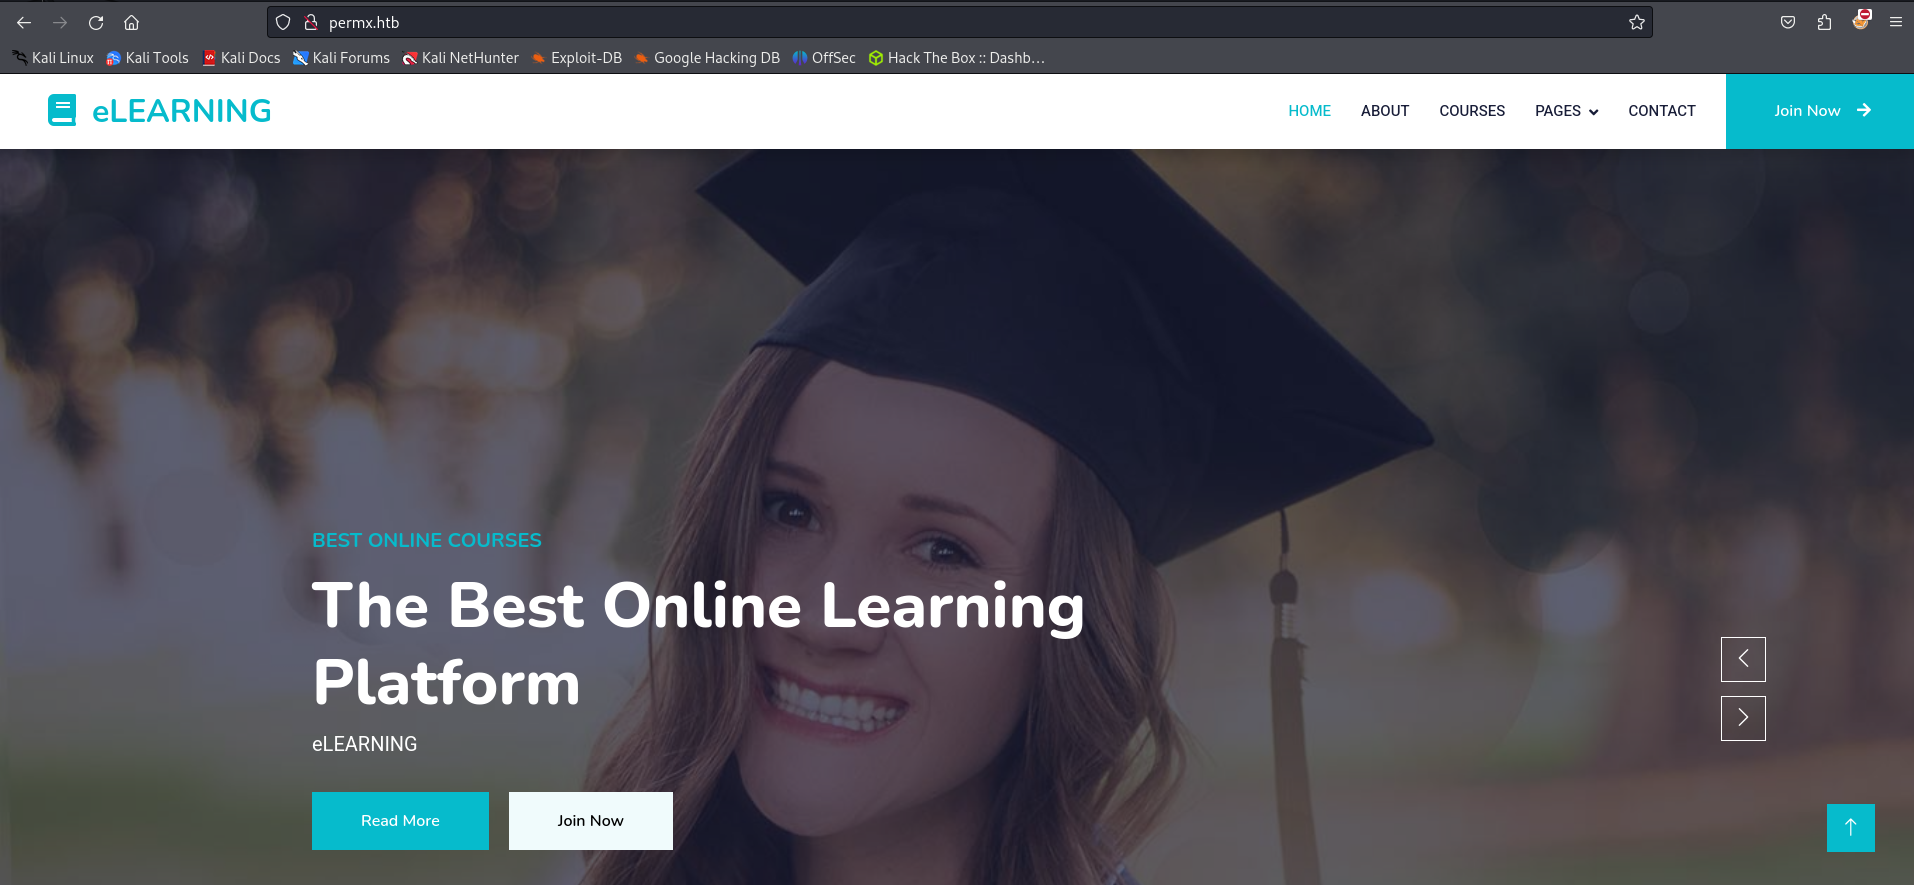 permx.htb
Kali Linux Kali Tools Kali Docs Kali Forums Kali NetHunter Exploit-DB Google Hacking DB OffSec Hack The Box :: Dashb...
eLEARNING HOME ABOUT COURSES PAGES CONTACT Join Now
BEST ONLINE COURSES
The Best Online Learning
Platform
eLEARNING
Read More Join Now